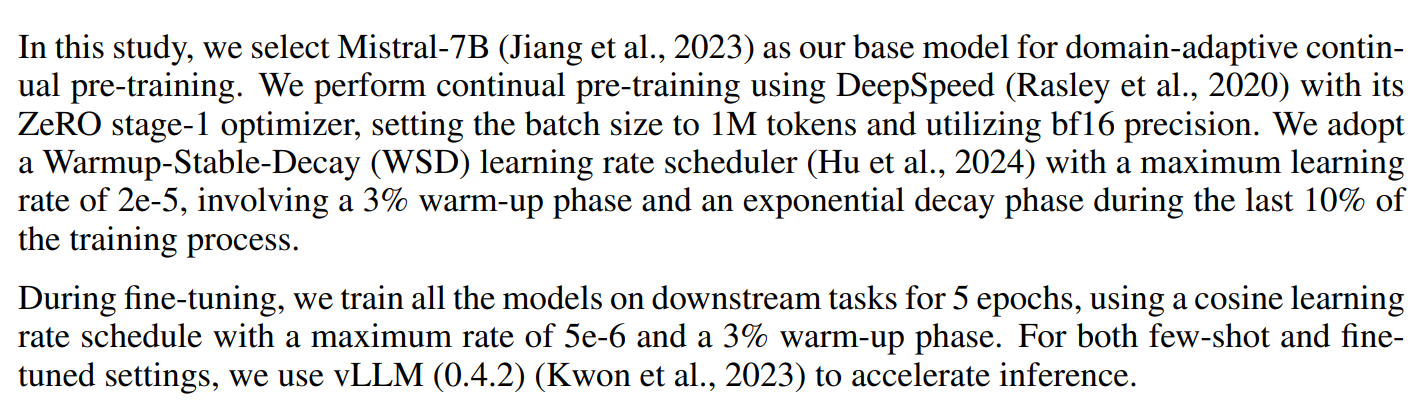 In this study, we select Mistral-7B (Jiang et al., 2023) as our base model for domain-adaptive contin-
ual pre-training. We perform continual pre-training using DeepSpeed (Rasley et al., 2020) with its
ZeRO stage-1 optimizer, setting the batch size to 1M tokens and utilizing bf16 precision. We adopt
a Warmup-Stable-Decay (WSD) learning rate scheduler (Hu et al., 2024) with a maximum learning
rate of 2e-5, involving a 3% warm-up phase and an exponential decay phase during the last 10% of
the training process.
During fine-tuning, we train all the models on downstream tasks for 5 epochs, using a cosine learning
rate schedule with a maximum rate of 5e-6 and a 3% warm-up phase. For both few-shot and fine-
tuned settings, we use vLLM (0.4.2) (Kwon et al., 2023) to accelerate inference.